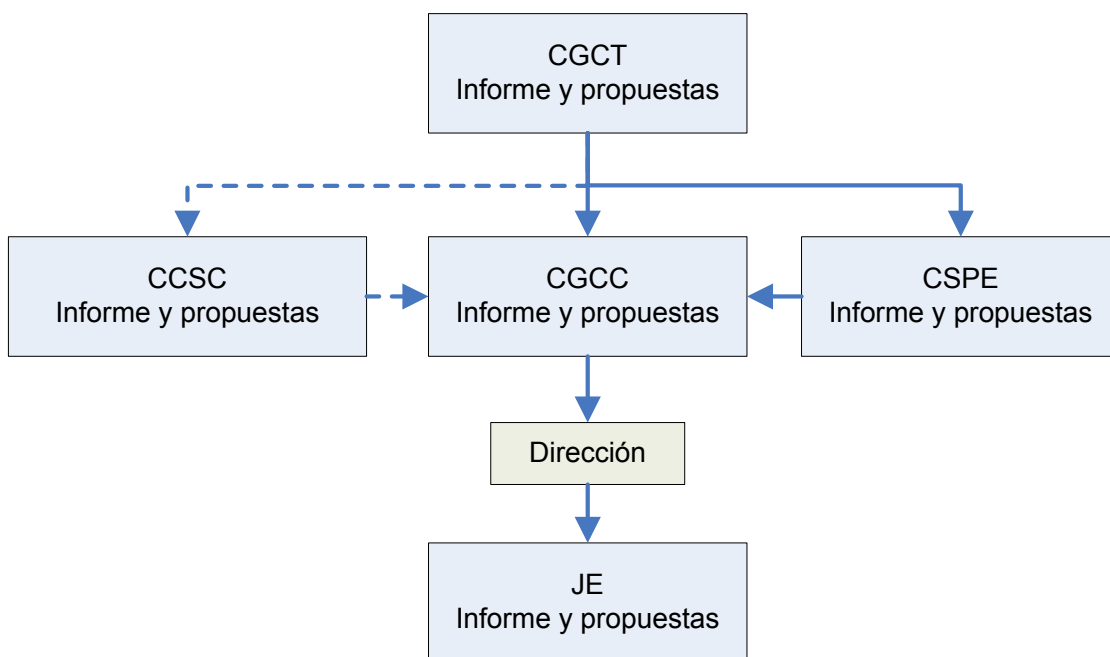 CGCT
Informe y propuestas
CCSC
Informe y propuestas
CGCC
Informe y propuestas
CSPE
Informe y propuestas
Dirección
JE
Informe y propuestas